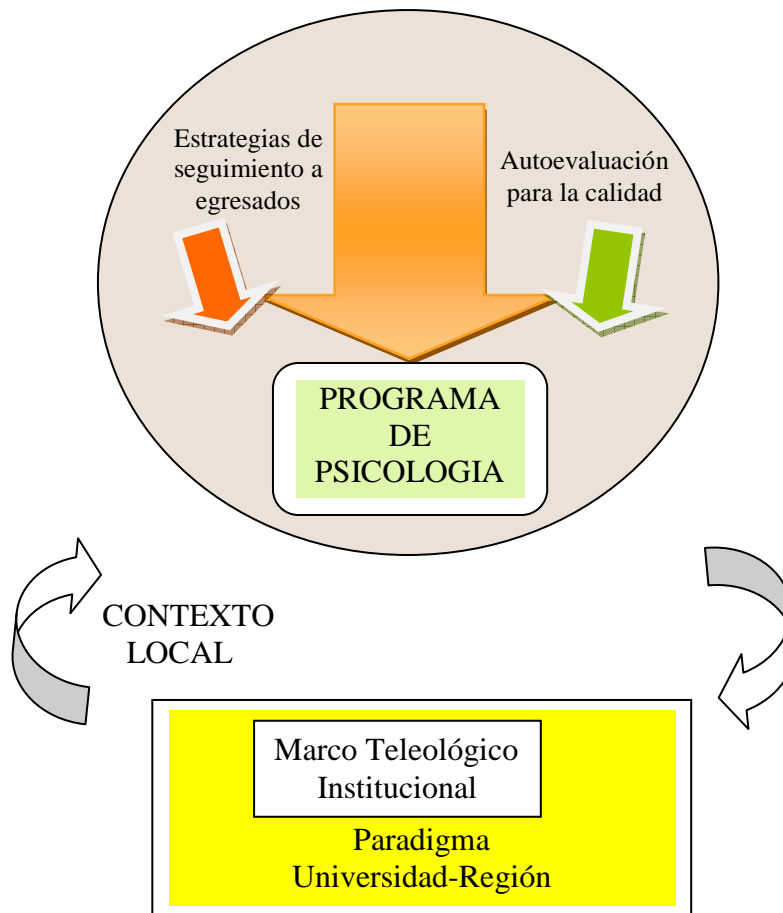 Estrategias de
seguimiento a
egresados
Autoevaluación
para la calidad
PROGRAMA
DE
PSICOLOGIA
CONTEXTO
LOCAL
Marco Teleológico
Institucional
Paradigma
Universidad-Región